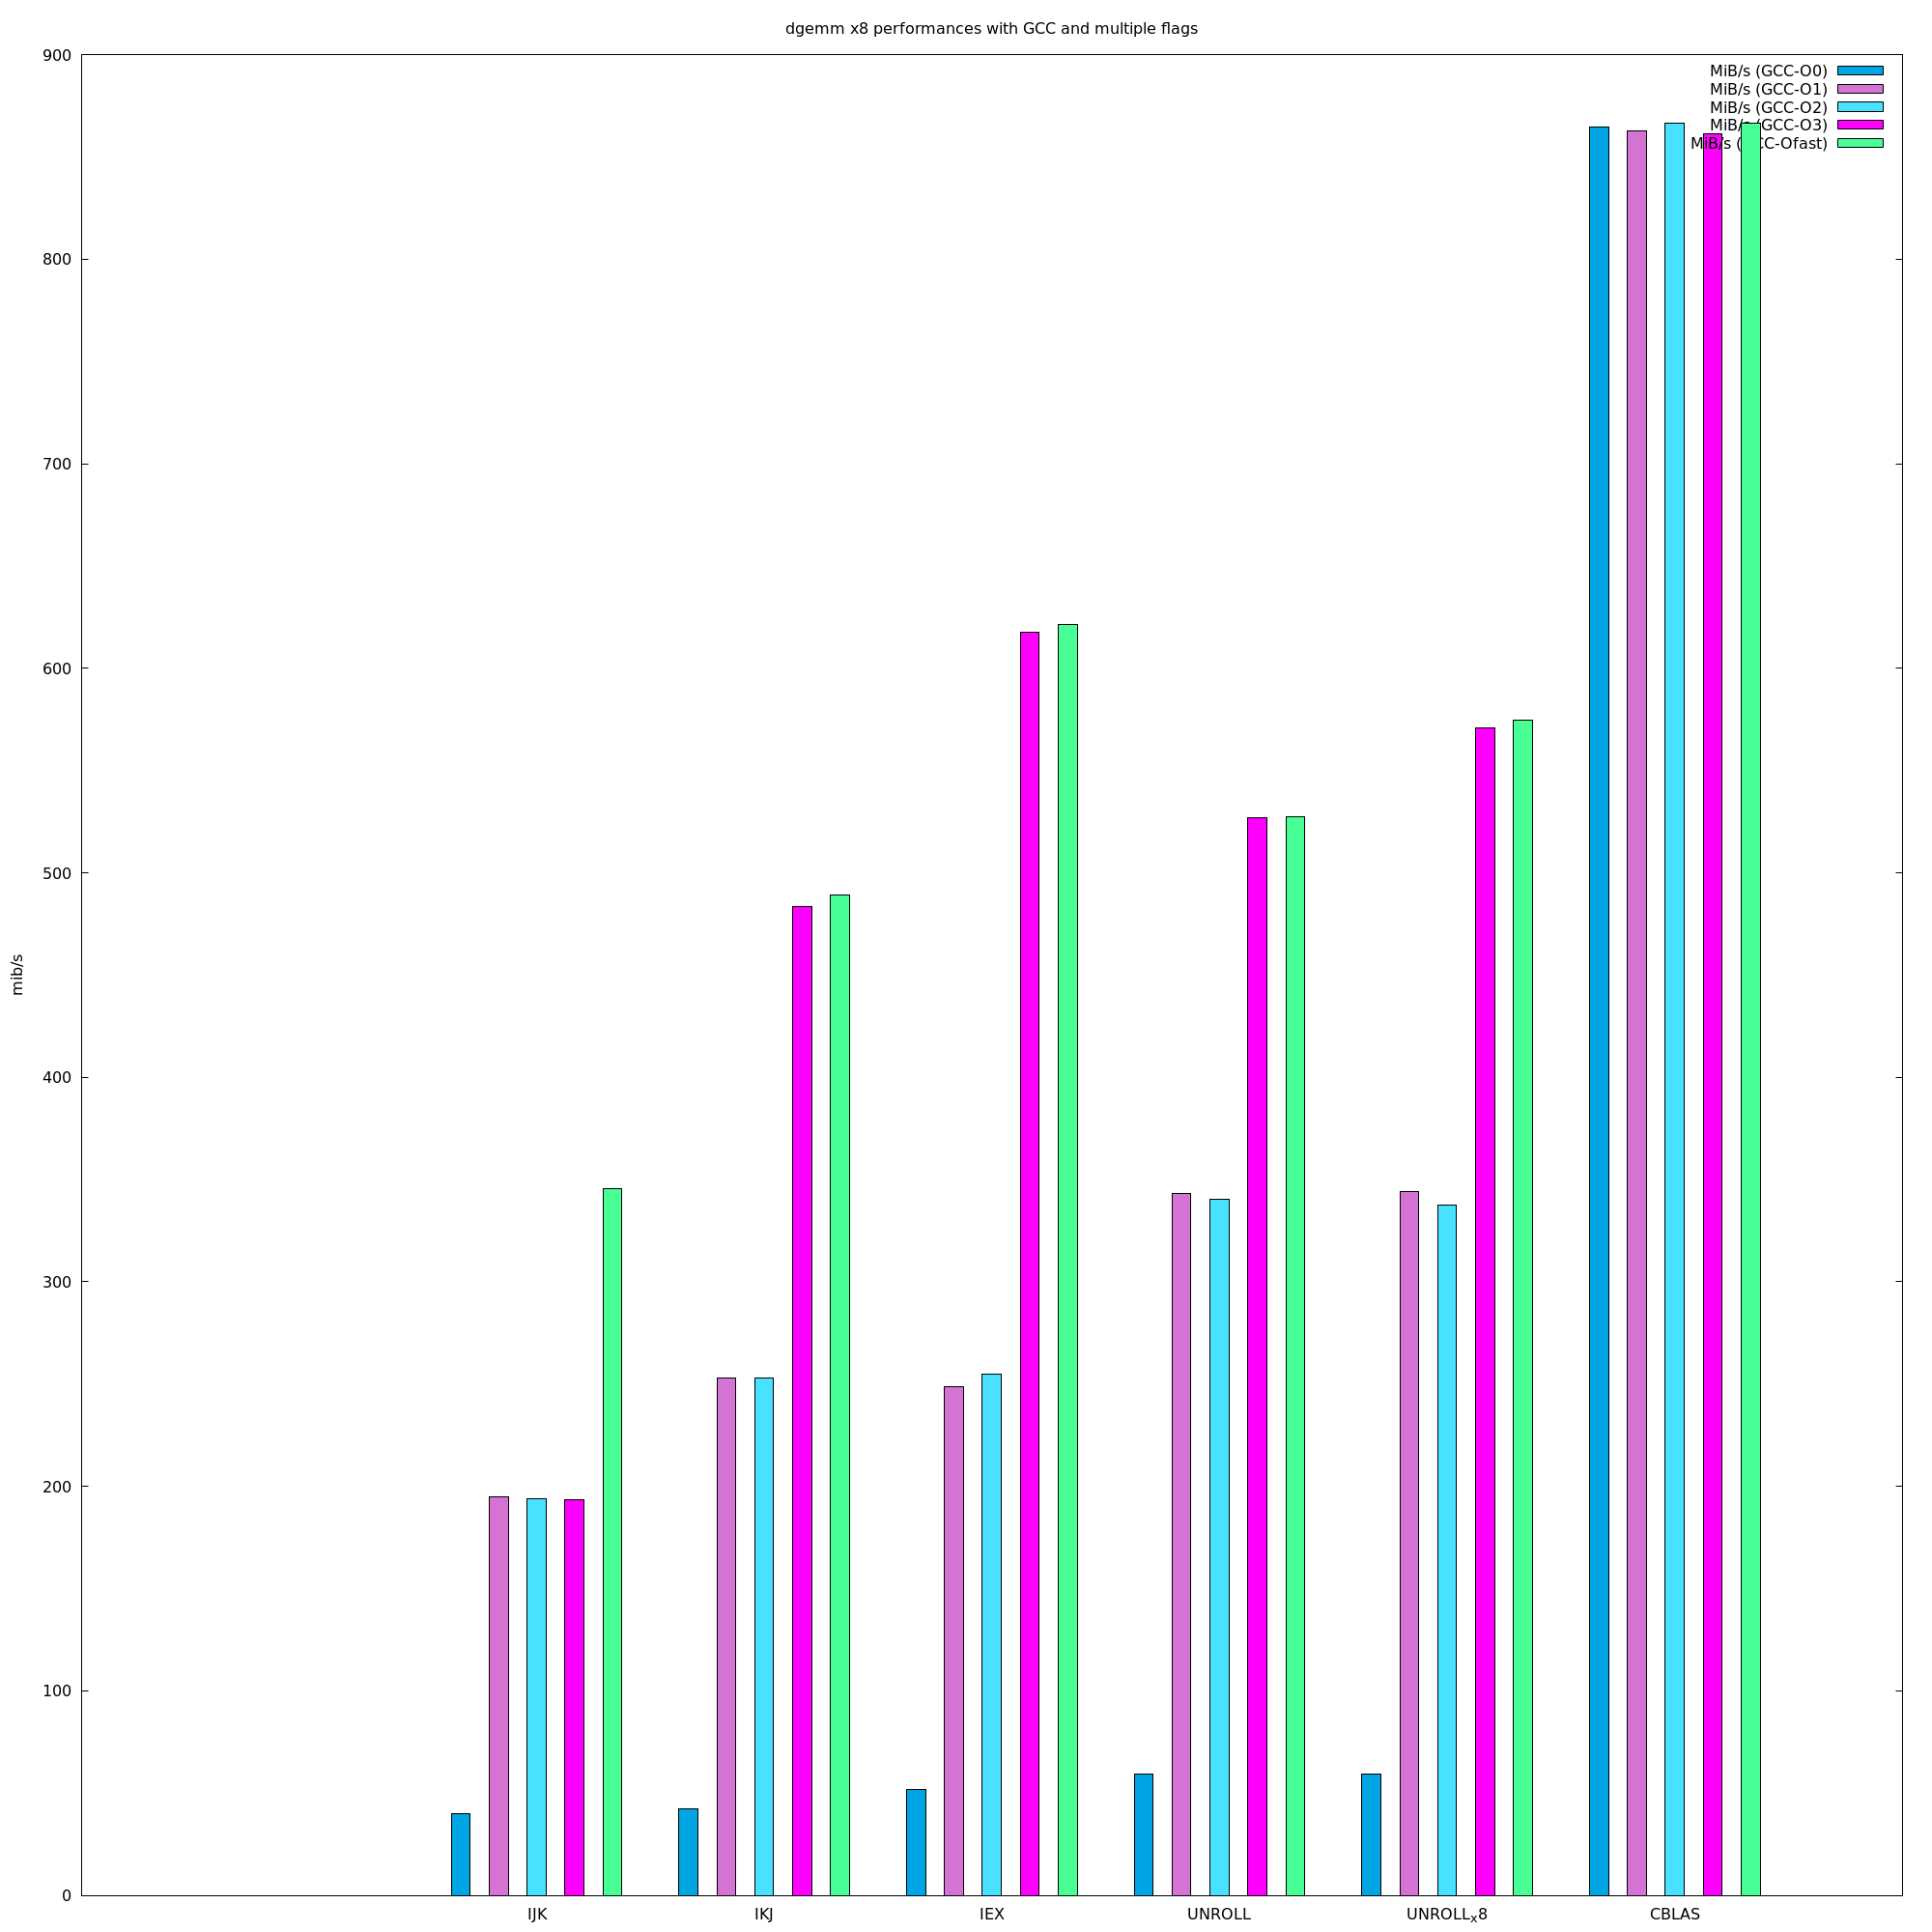 dgemm x8 performances with GCC and multiple flags
900
800
700
600
500
400
300
200
100
0
mib/s
MiB/s (GCC-O0)
MiB/s (GCC-O1)
MiB/s (GCC-O2)
MiB/s (GCC-O3)
MiB/s (GCC-Ofast)
IJK
IKJ
IEX
UNROLL
UNROLLx8
CBLAS